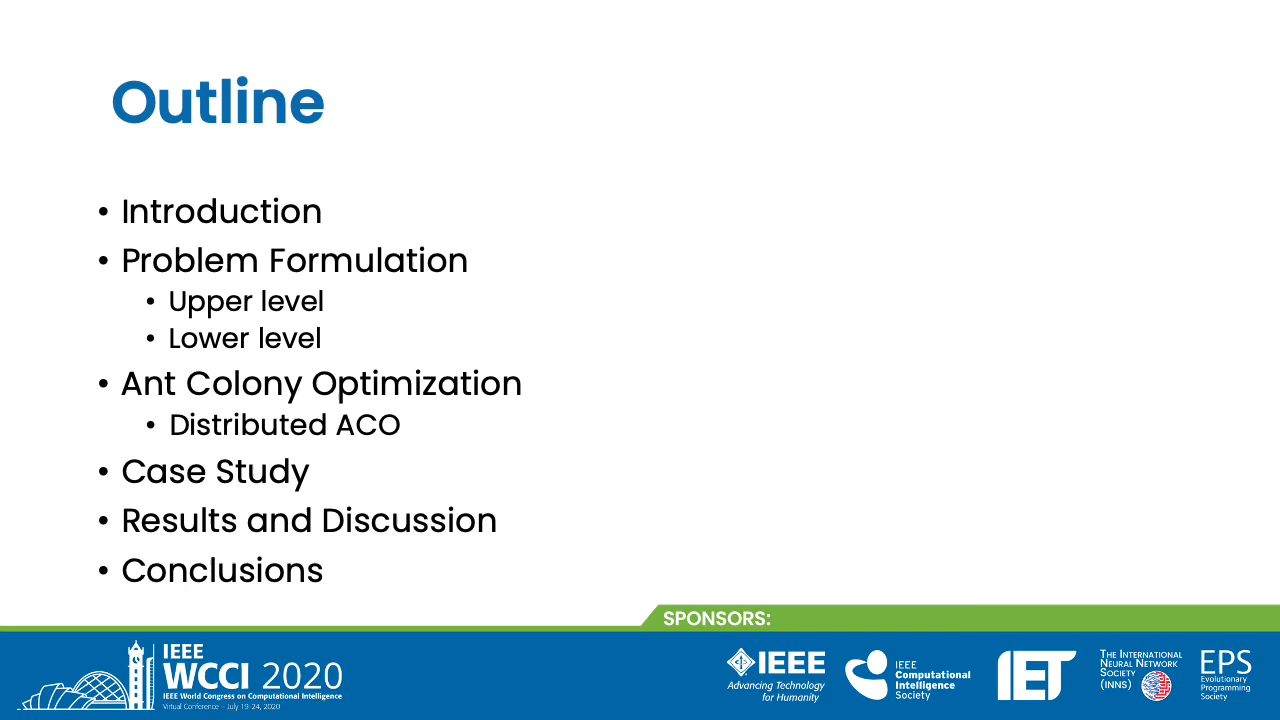 Outline
• Introduction
• Problem Formulation
• Upper level
• Lower level
• Ant Colony Optimization
• Distributed ACO
• Case Study
• Results and Discussion
• Conclusions
SPONSORS:
IEEE
WCCI 2020
IEEE World Congress on Computational Intelligence
Virtual Conference – July 19-24, 2020
IEEE
Advancing Technology
for Humanity
IEEE
Computational
Intelligence
Society
IET
The International
Neural Network
Society
(INNS)
EPS
Evolutionary
Programming
Society